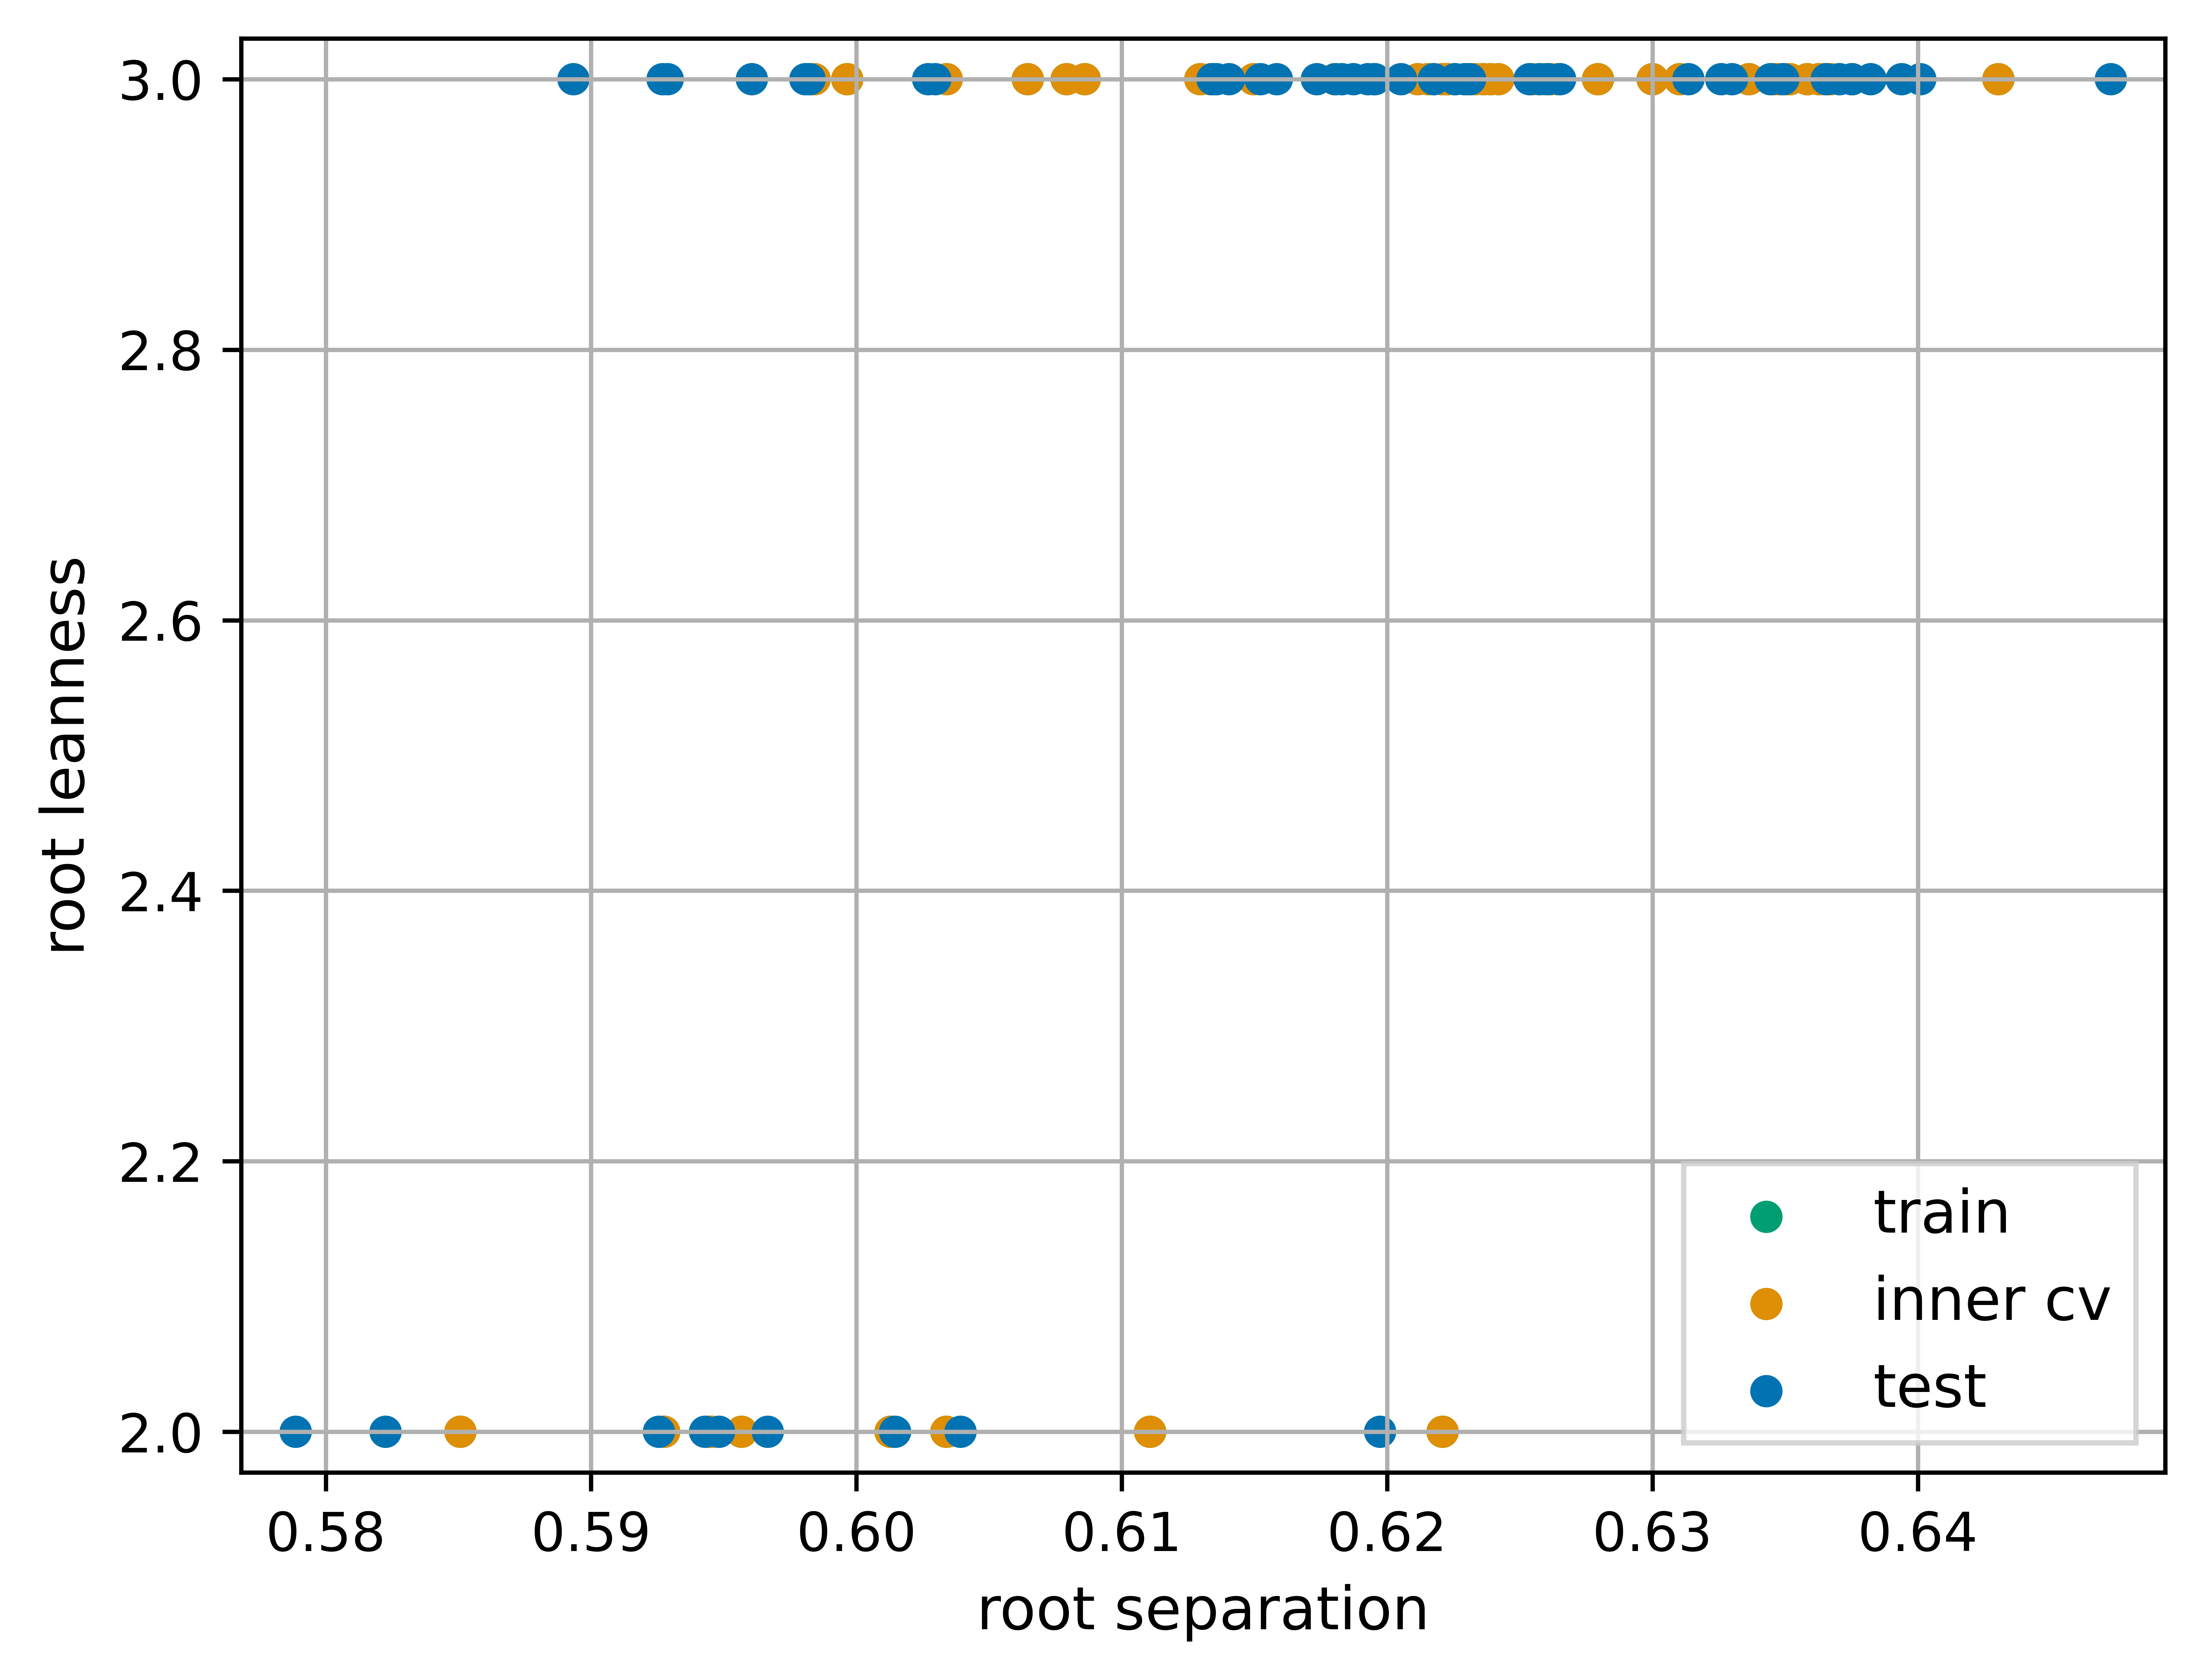 3.0
2.8
2.6
2.4
2.2
2.0
root leanness
train
inner cv
test
0.58 0.59 0.60 0.61 0.62 0.63 0.64
root separation